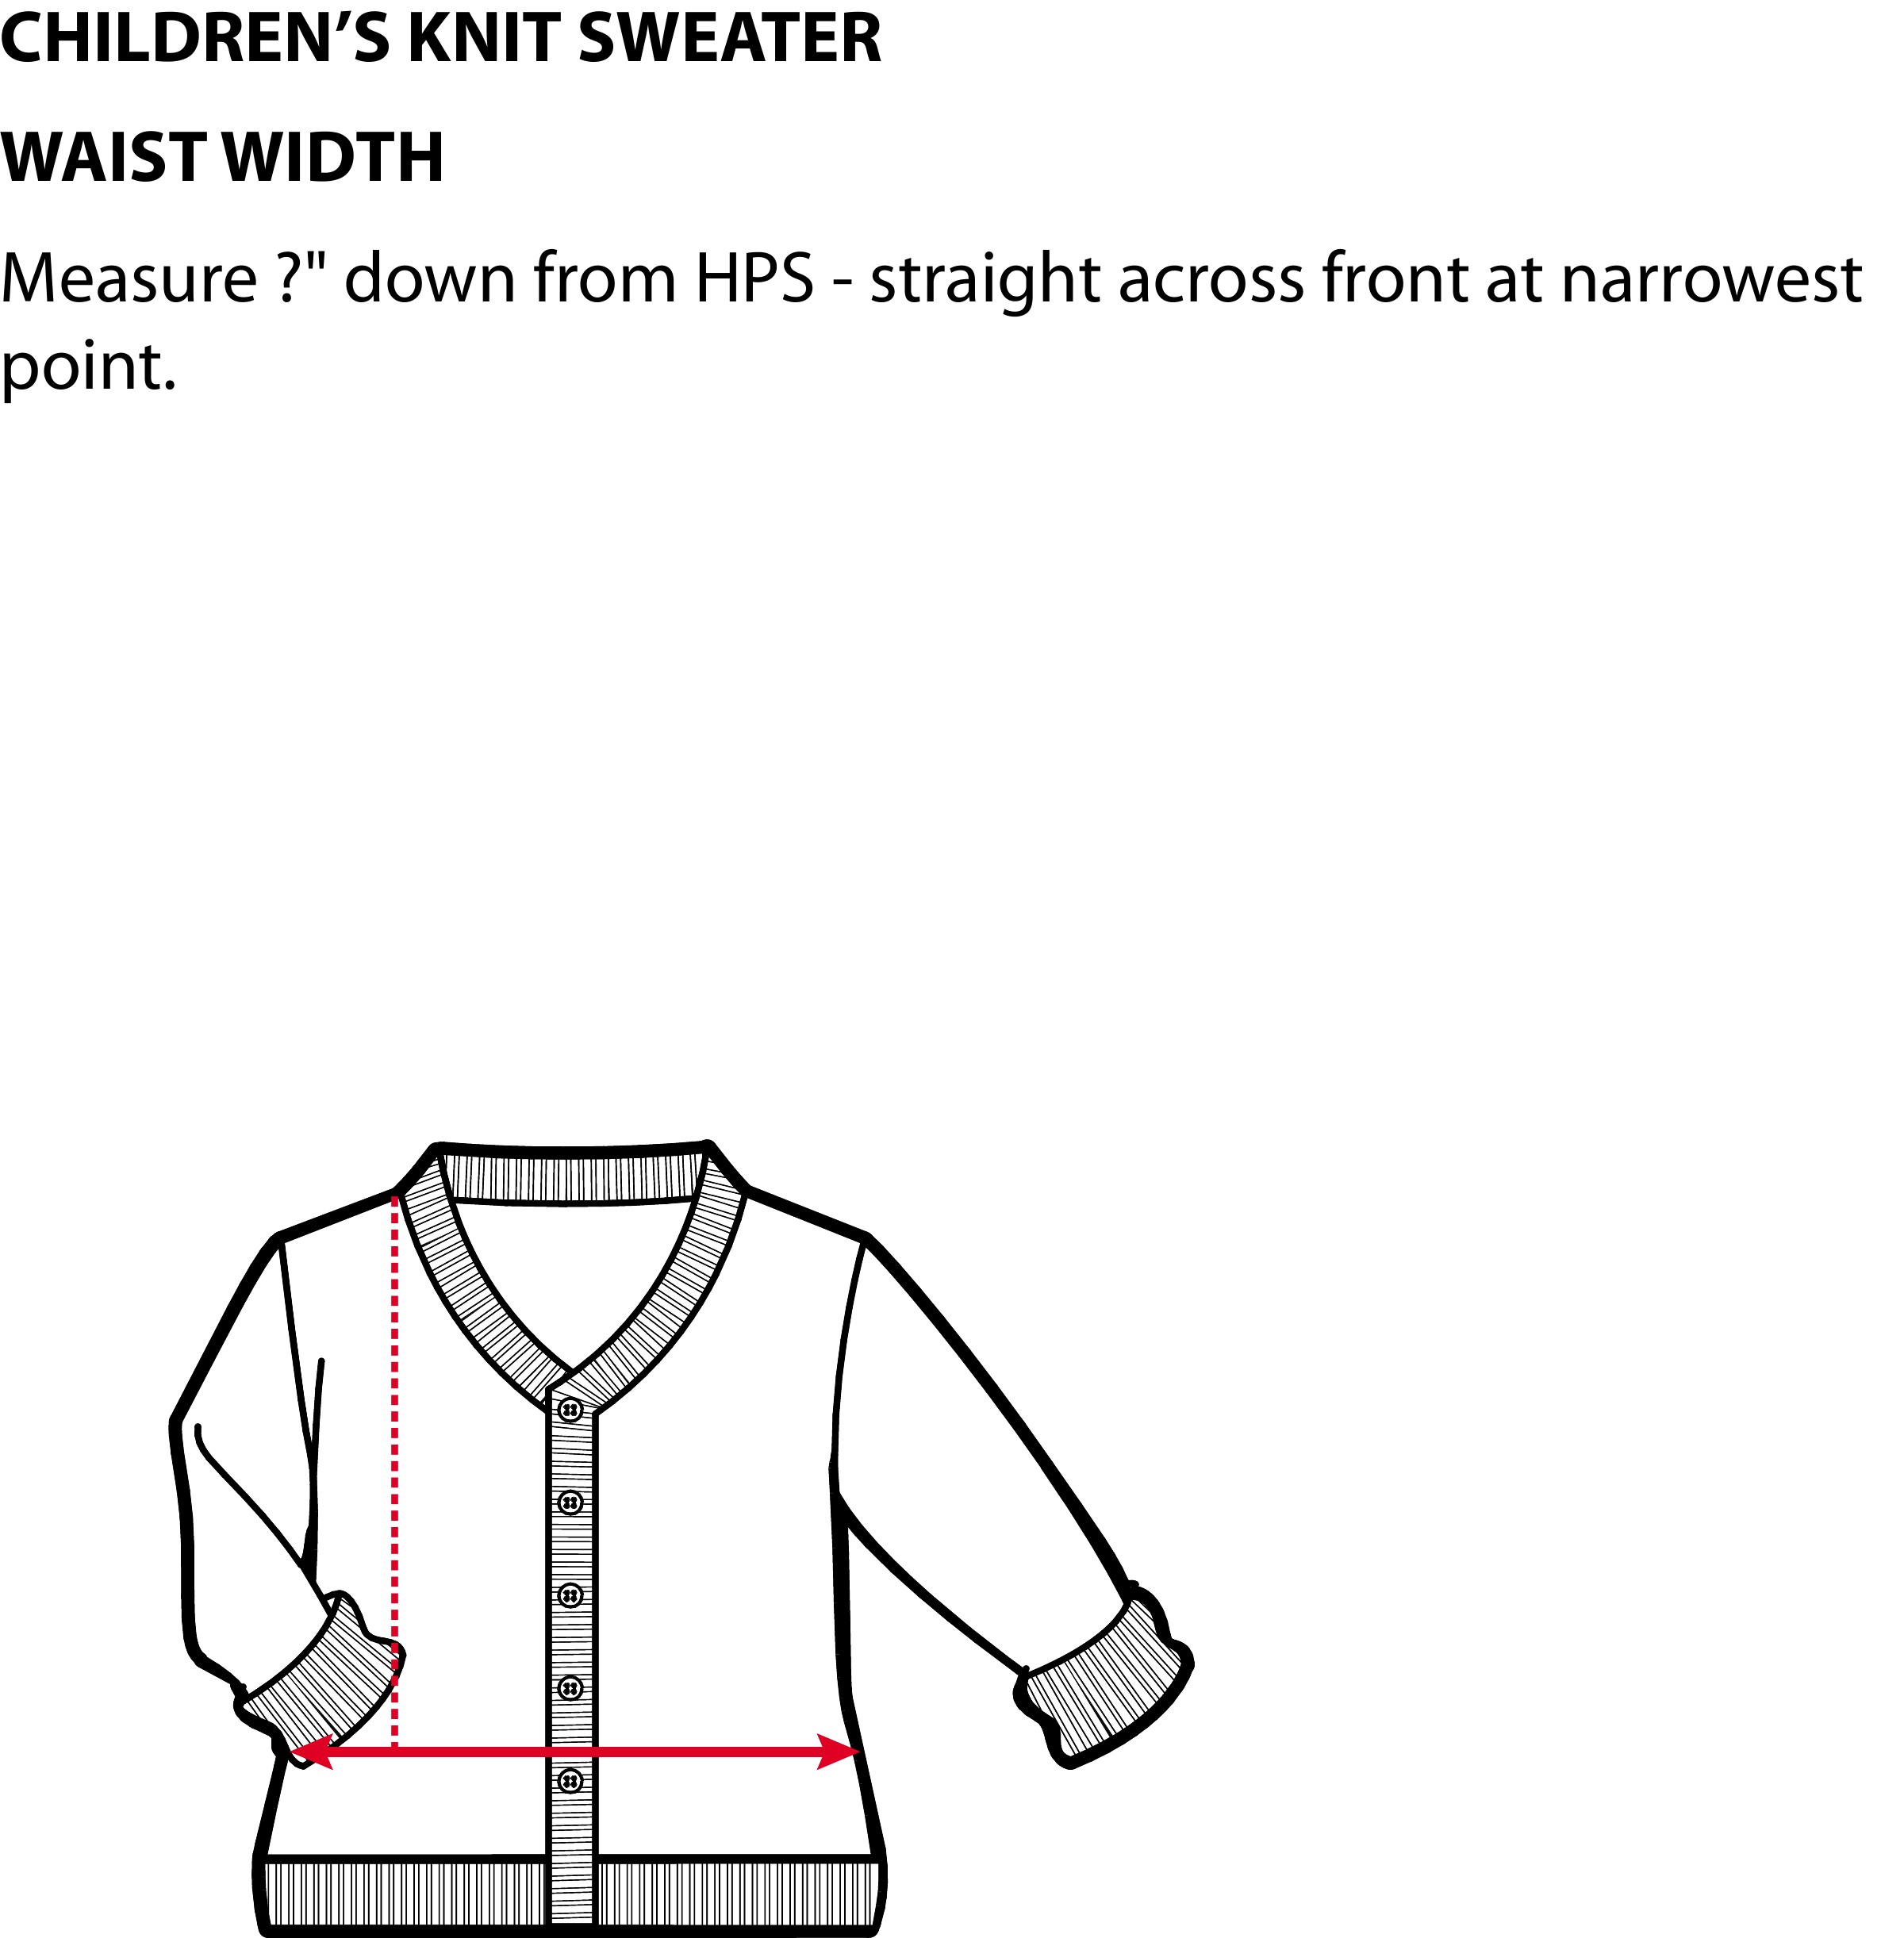 CHILDREN’S KNIT SWEATER
WAIST WIDTH
Measure ?" down from HPS - straight across front at narrowest
point.